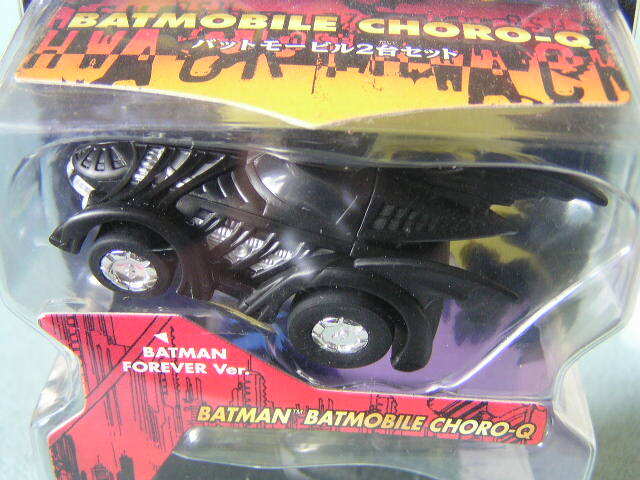 BATMOBILE CHORO-Q
バットモービル2台セット
BATMAN
FOREVER Ver.
BATMAN™ BATMOBILE CHORO-Q